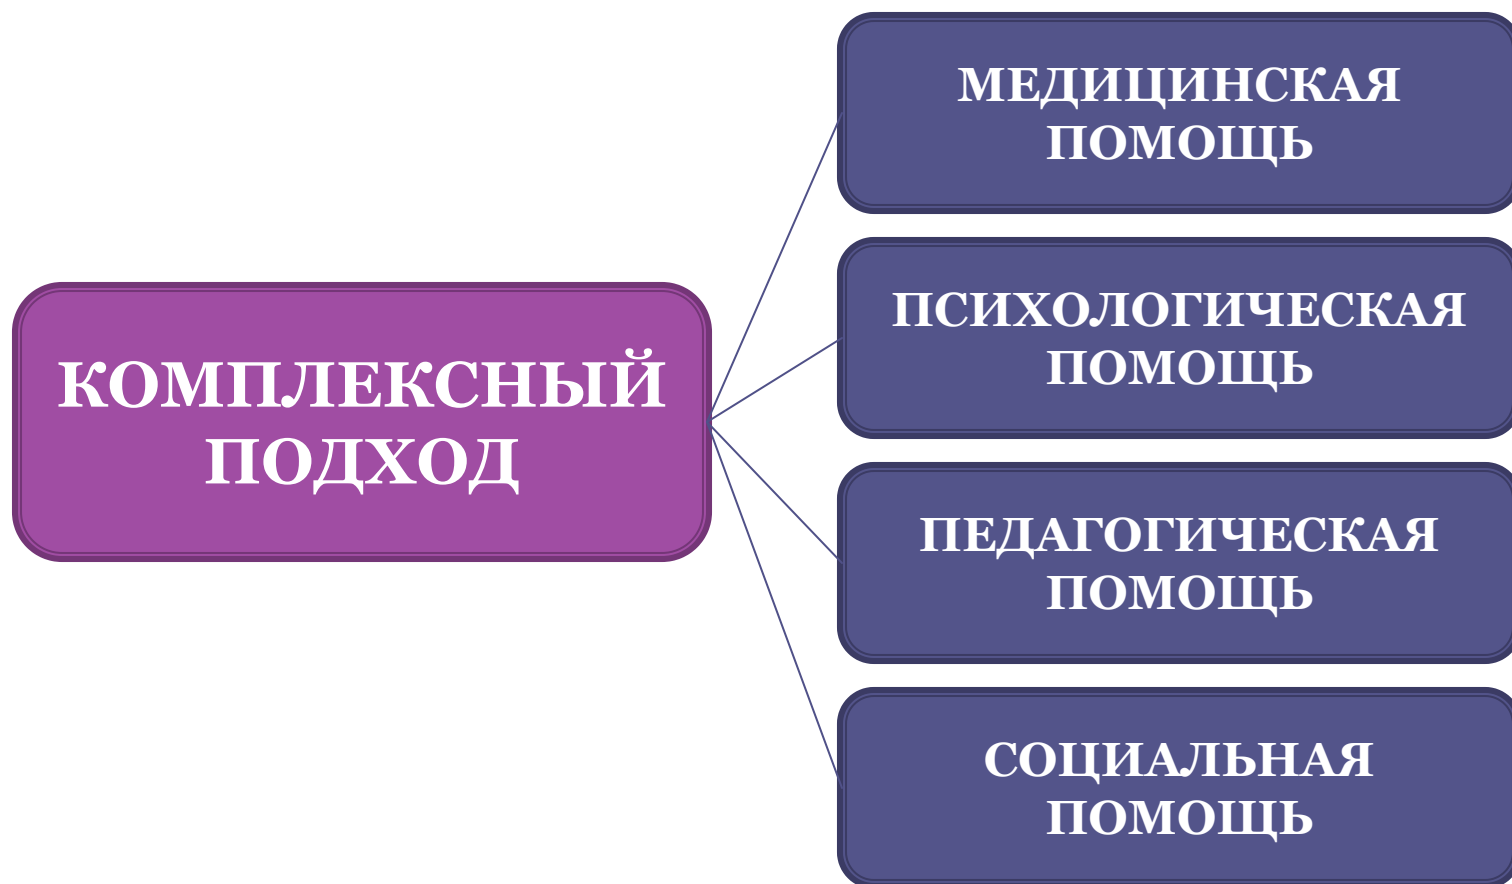 КОМПЛЕКСНЫЙ
ПОДХОД
МЕДИЦИНСКАЯ
ПОМОЩЬ
ПСИХОЛОГИЧЕСКАЯ
ПОМОЩЬ
ПЕДАГОГИЧЕСКАЯ
ПОМОЩЬ
СОЦИАЛЬНАЯ
ПОМОЩЬ